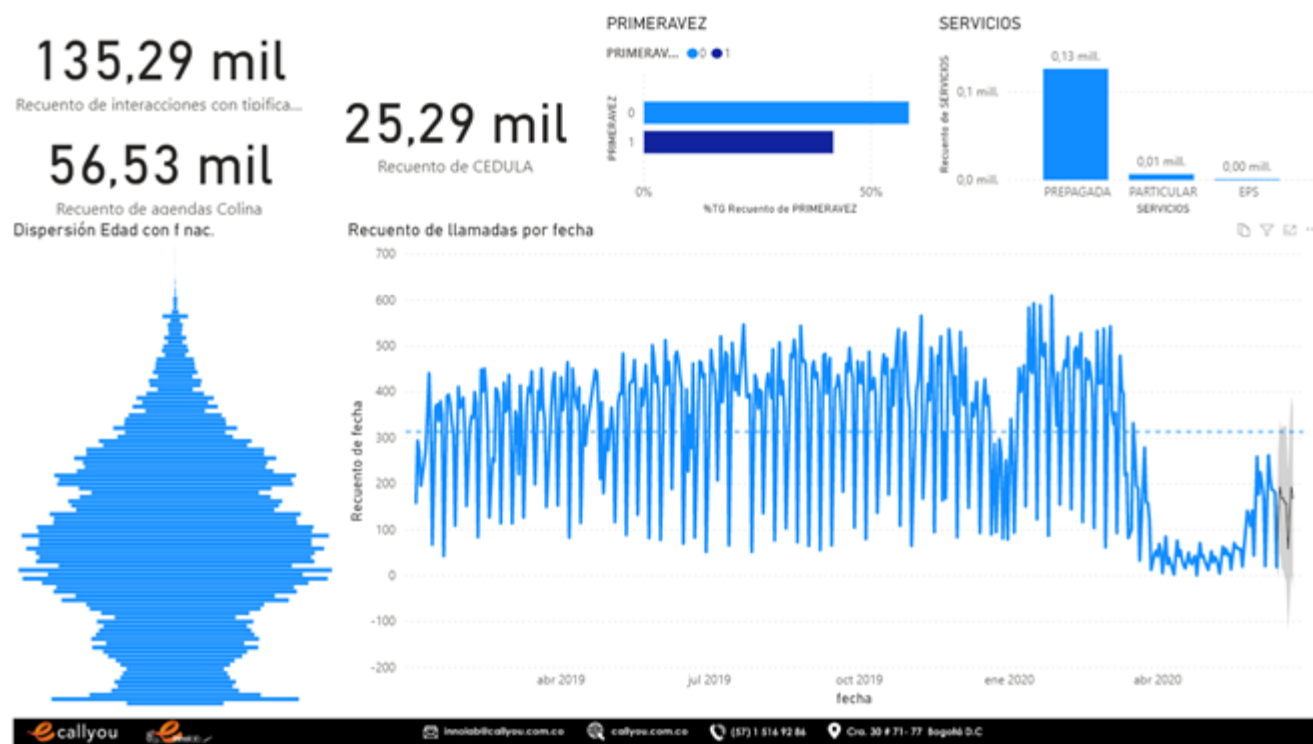 135,29 mil
Recuento de interacciones con tipifica...
56,53 mil
Recuento de agendas Colina
25,29 mil
Recuento de CEDULA
PRIMERAVEZ
PRIMERAV... 0 1
PRIMERAVEZ
0
1
0% 50%
%TG Recuento de PRIMERAVEZ
SERVICIOS
Recuento de SERVICIOS
0,1 mill.
0,0 mill.
0,13 mill.
0,01 mill.
0,00 mill.
PREPAGADA PARTICULAR EPS
SERVICIOS
Dispersión Edad con f nac.
Recuento de llamadas por fecha
Recuento de fecha
700
600
500
400
300
200
100
0
-100
-200
abr 2019 jul 2019 oct 2019 ene 2020 abr 2020
fecha
ecallyou
innolab@callyou.com.co callyou.com.co (57) 1 516 92 86 Cra. 30 # 71 - 77 Bogotá D.C